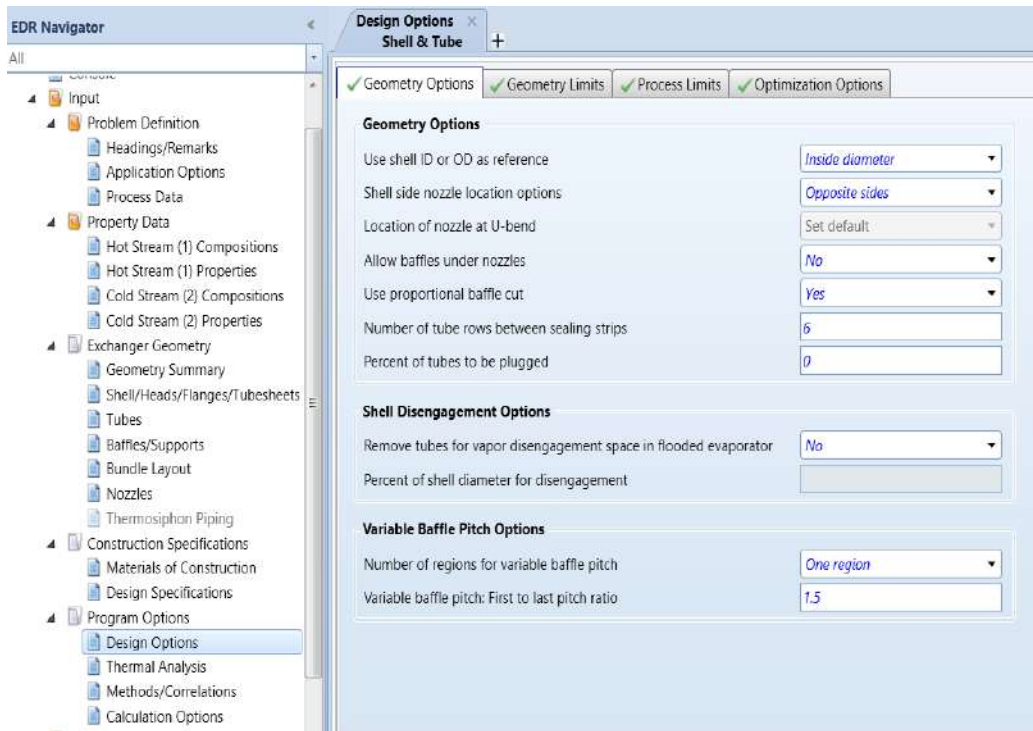 EDR Navigator
All
Console
Input
Problem Definition
Headings/Remarks
Application Options
Process Data
Property Data
Hot Stream (1) Compositions
Hot Stream (1) Properties
Cold Stream (2) Compositions
Cold Stream (2) Properties
Exchanger Geometry
Geometry Summary
Shell/Heads/Flanges/Tubesheets
Tubes
Baffles/Supports
Bundle Layout
Nozzles
Thermosiphon Piping
Construction Specifications
Materials of Construction
Design Specifications
Program Options
Design Options
Thermal Analysis
Methods/Correlations
Calculation Options
Design Options
Shell & Tube
Geometry Options
Geometry Limits
Process Limits
Optimization Options
Geometry Options
Use shell ID or OD as reference Inside diameter
Shell side nozzle location options Opposite sides
Location of nozzle at U-bend Set default
Allow baffles under nozzles No
Use proportional baffle cut Yes
Number of tube rows between sealing strips 6
Percent of tubes to be plugged 0
Shell Disengagement Options
Remove tubes for vapor disengagement space in flooded evaporator No
Percent of shell diameter for disengagement
Variable Baffle Pitch Options
Number of regions for variable baffle pitch One region
Variable baffle pitch: First to last pitch ratio 1.5